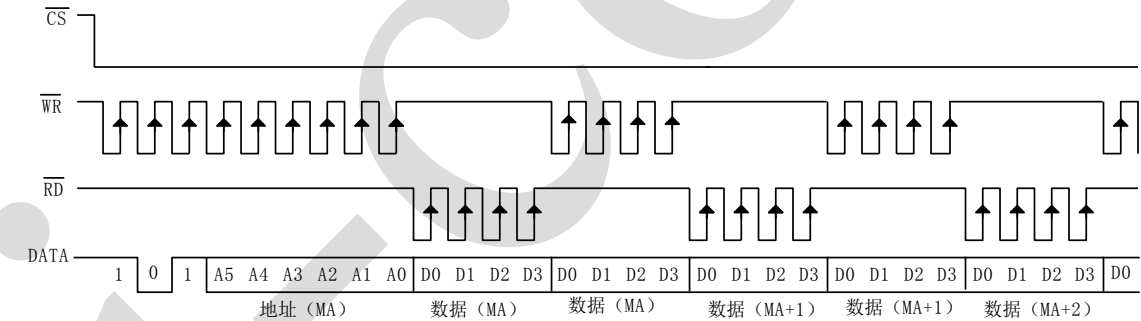 CS
WR
RD
DATA
1 0 1 A5 A4 A3 A2 A1 A0 D0 D1 D2 D3 D0 D1 D2 D3 D0 D1 D2 D3 D0 D1 D2 D3 D0 D1 D2 D3 D0
地址（MA） 数据（MA） 数据（MA） 数据（MA+1） 数据（MA+1） 数据（MA+2）